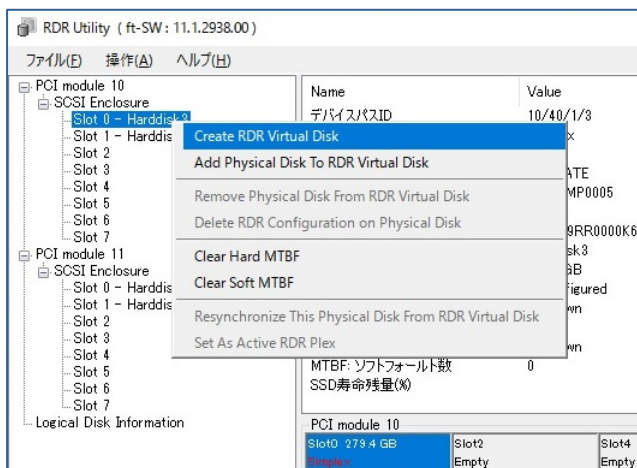 RDR Utility ( ft-SW : 11.1.2938.00 )
ファイル(F) 操作(A) ヘルプ(H)
PCI module 10
SCSI Enclosure
Slot 0 - Harddisk3
Slot 1 - Harddis
Slot 2
Slot 3
Slot 4
Slot 5
Slot 6
Slot 7
PCI module 11
SCSI Enclosure
Slot 0 - Harddis
Slot 1 - Harddis
Slot 2
Slot 3
Slot 4
Slot 5
Slot 6
Slot 7
Logical Disk Information
Name Value
デバイスパスID 10/40/1/3
Create RDR Virtual Disk
Add Physical Disk To RDR Virtual Disk
Remove Physical Disk From RDR Virtual Disk
Delete RDR Configuration on Physical Disk
Clear Hard MTBF
Clear Soft MTBF
Resynchronize This Physical Disk From RDR Virtual Disk
Set As Active RDR Plex
x
ATE
MP0005
9RR0000K6
sk3
GB
figured
wn
wn
MTBF: ソフトフォールト数 0
SSD寿命残量(%)
PCI module 10
Slot0 279.4 GB Slot2 Slot4
Simplex Empty Empty